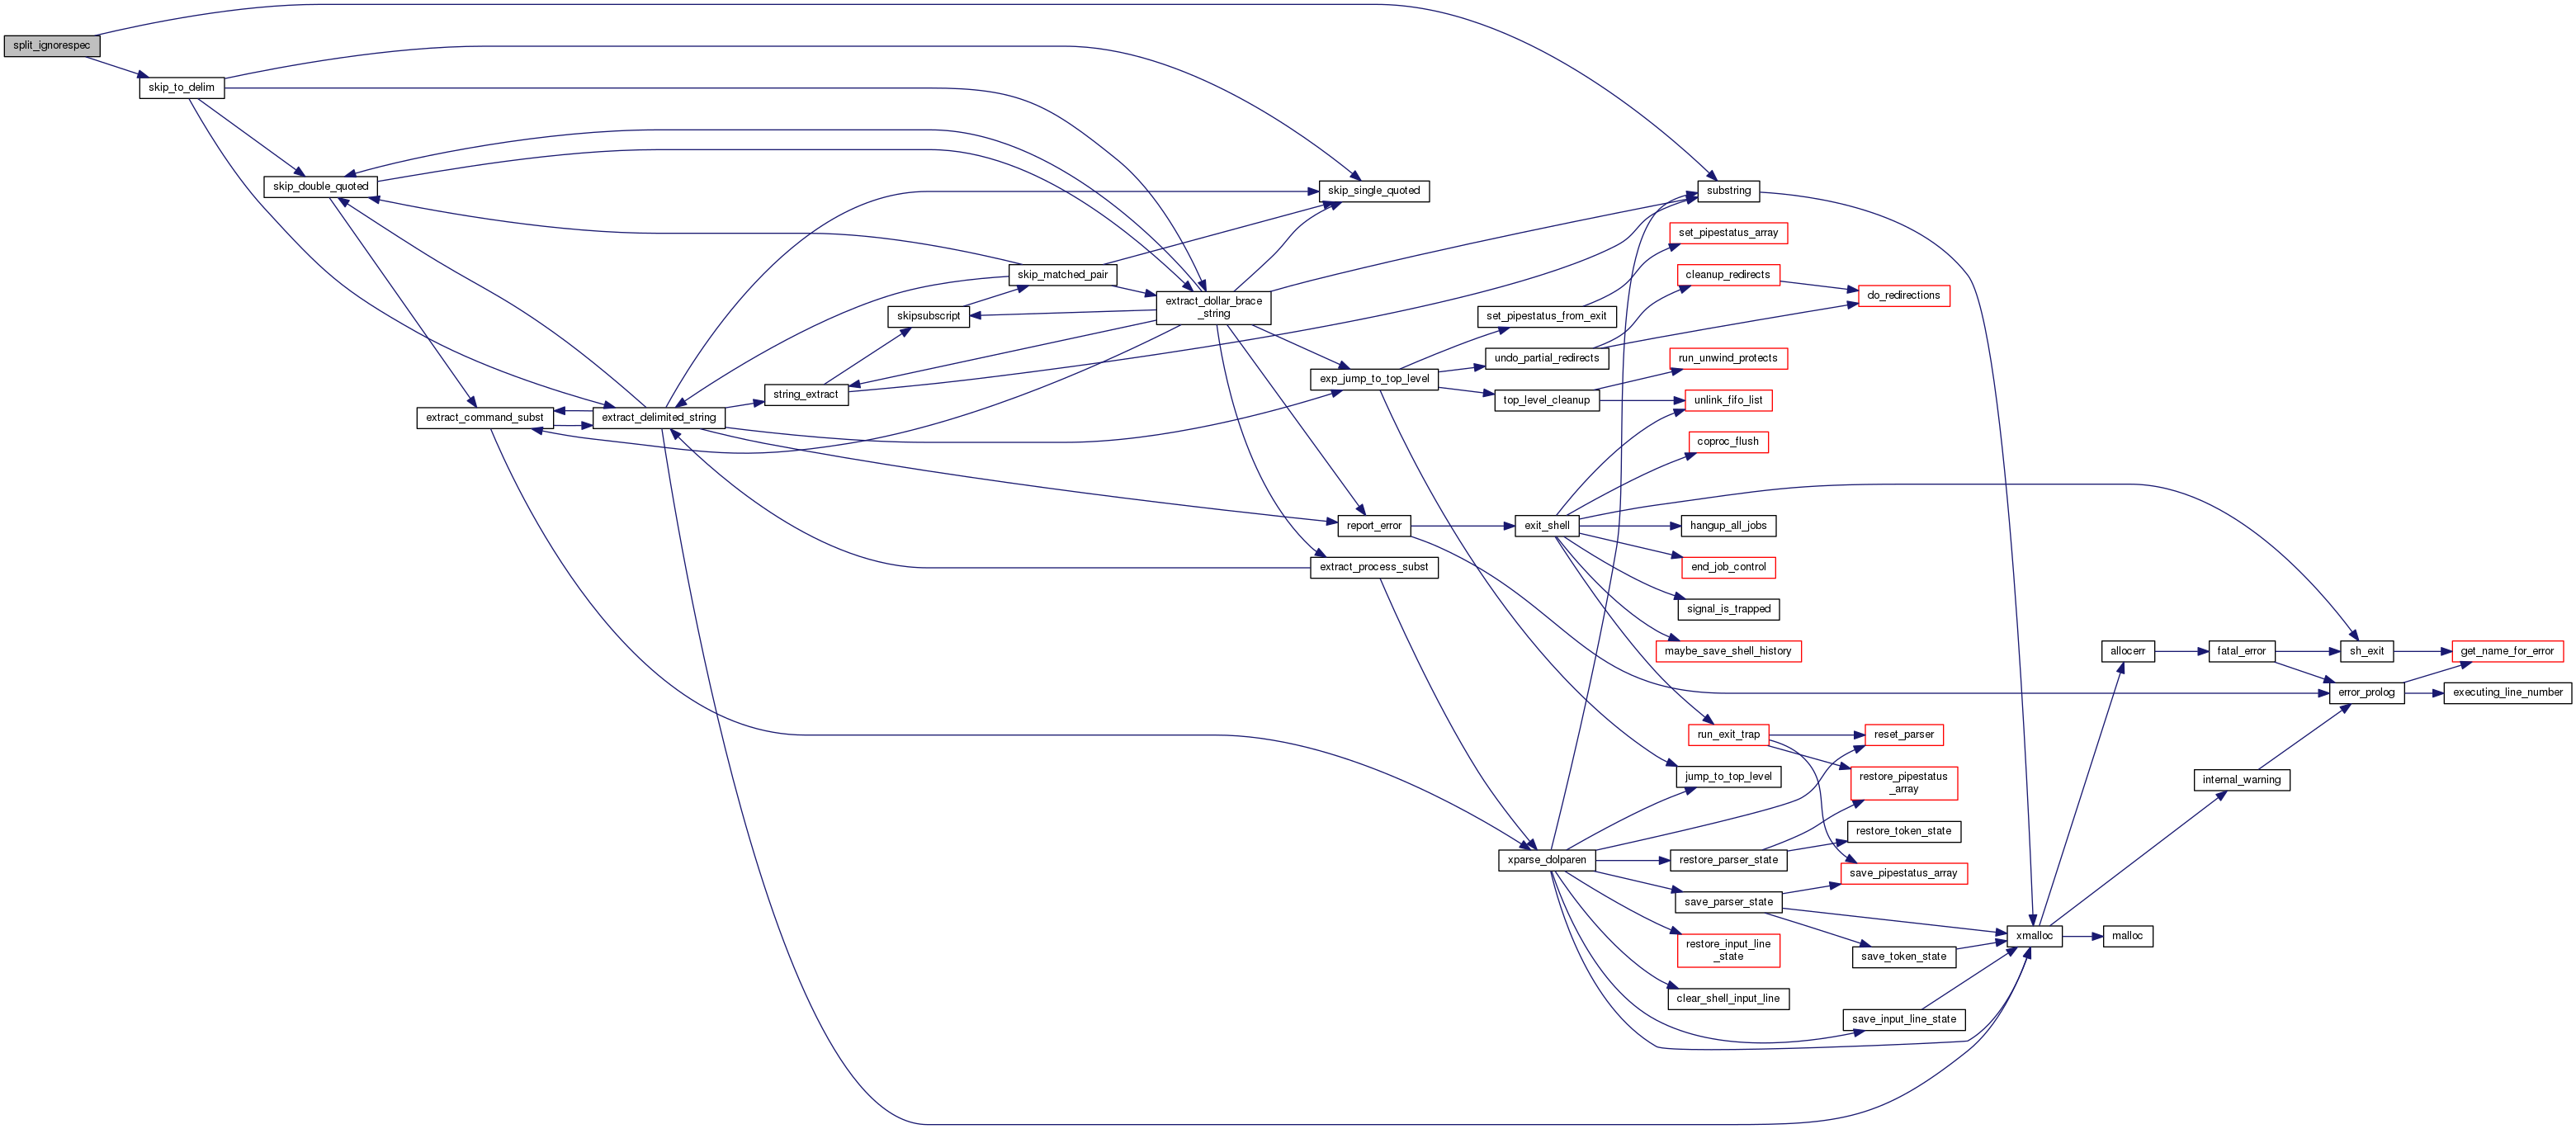 split_ignorespec
skip_to_delim
skip_double_quoted
extract_command_subst
extract_delimited_string
string_extract
skipsubscript
skip_matched_pair
extract_dollar_brace
_string
skip_single_quoted
exp_jump_to_top_level
report_error
extract_process_subst
set_pipestatus_from_exit
undo_partial_redirects
top_level_cleanup
exit_shell
xparse_dolparen
substring
set_pipestatus_array
cleanup_redirects
do_redirections
run_unwind_protects
unlink_fifo_list
coproc_flush
hangup_all_jobs
end_job_control
signal_is_trapped
maybe_save_shell_history
run_exit_trap
jump_to_top_level
restore_parser_state
save_parser_state
restore_input_line
_state
clear_shell_input_line
reset_parser
restore_pipestatus
_array
restore_token_state
save_pipestatus_array
save_token_state
save_input_line_state
xmalloc
allocerr
malloc
fatal_error
internal_warning
sh_exit
error_prolog
get_name_for_error
executing_line_number